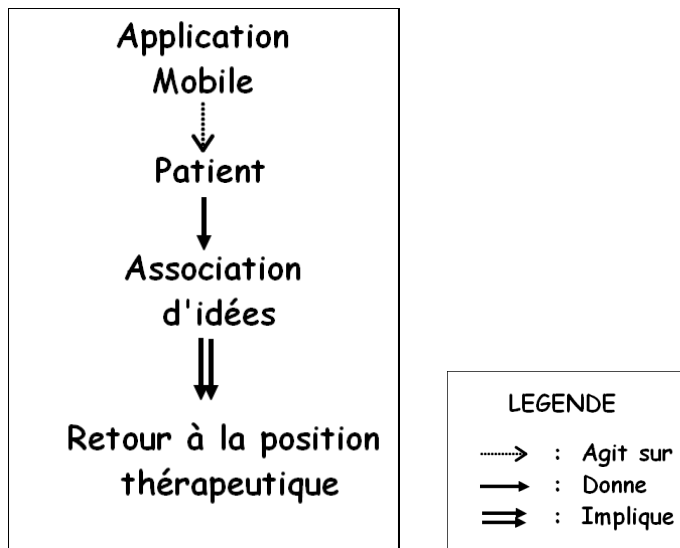 Application
Mobile
Patient
Association
d'idées
Retour à la position
thérapeutique
LEGENDE
: Agit sur
: Donne
: Implique